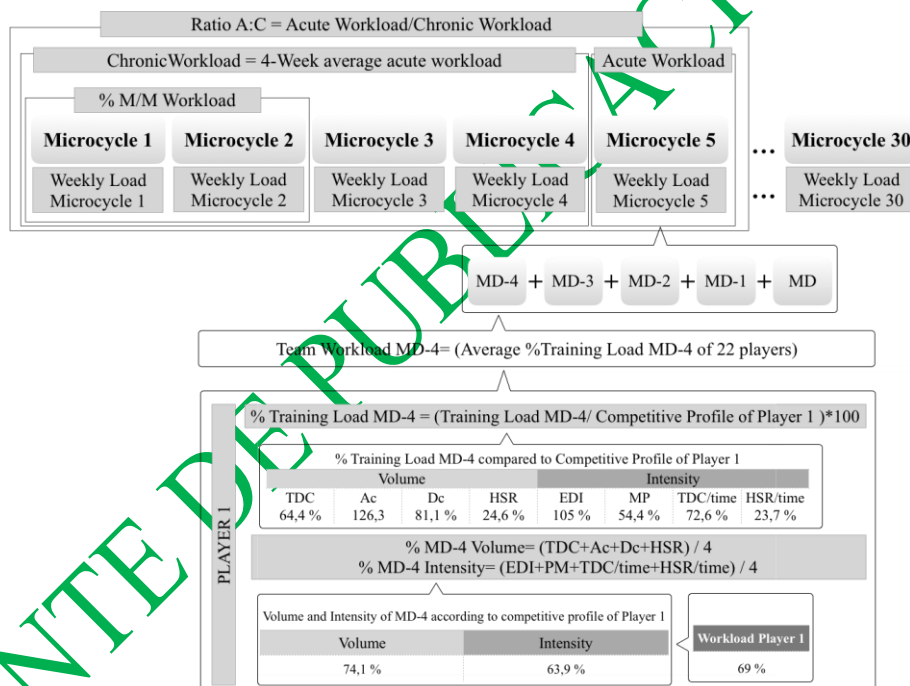 Ratio A:C = Acute Workload/Chronic Workload
ChronicWorkload = 4-Week average acute workload
Acute Workload
% M/M Workload
Microcycle 1 Microcycle 2 Microcycle 3 Microcycle 4 Microcycle 5 ... Microcycle 30
Weekly Load Weekly Load Weekly Load Weekly Load Weekly Load ... Weekly Load
Microcycle 1 Microcycle 2 Microcycle 3 Microcycle 4 Microcycle 5 Microcycle 30
MD-4 + MD-3 + MD-2 + MD-1 + MD
Team Workload MD-4= (Average %Training Load MD-4 of 22 players)
PLAYER 1
% Training Load MD-4 = (Training Load MD-4/ Competitive Profile of Player 1 )*100
% Training Load MD-4 compared to Competitive Profile of Player 1
Volume Intensity
TDC Ac Dc HSR EDI MP TDC/time HSR/time
64,4 % 126,3 81,1 % 24,6 % 105 % 54,4 % 72,6 % 23,7 %
% MD-4 Volume= (TDC+Ac+Dc+HSR) / 4
% MD-4 Intensity= (EDI+PM+TDC/time+HSR/time) / 4
Volume and Intensity of MD-4 according to competitive profile of Player 1
Volume Intensity
74,1 % 63,9 %
Workload Player 1
69 %
NTE DE PUBLICACI